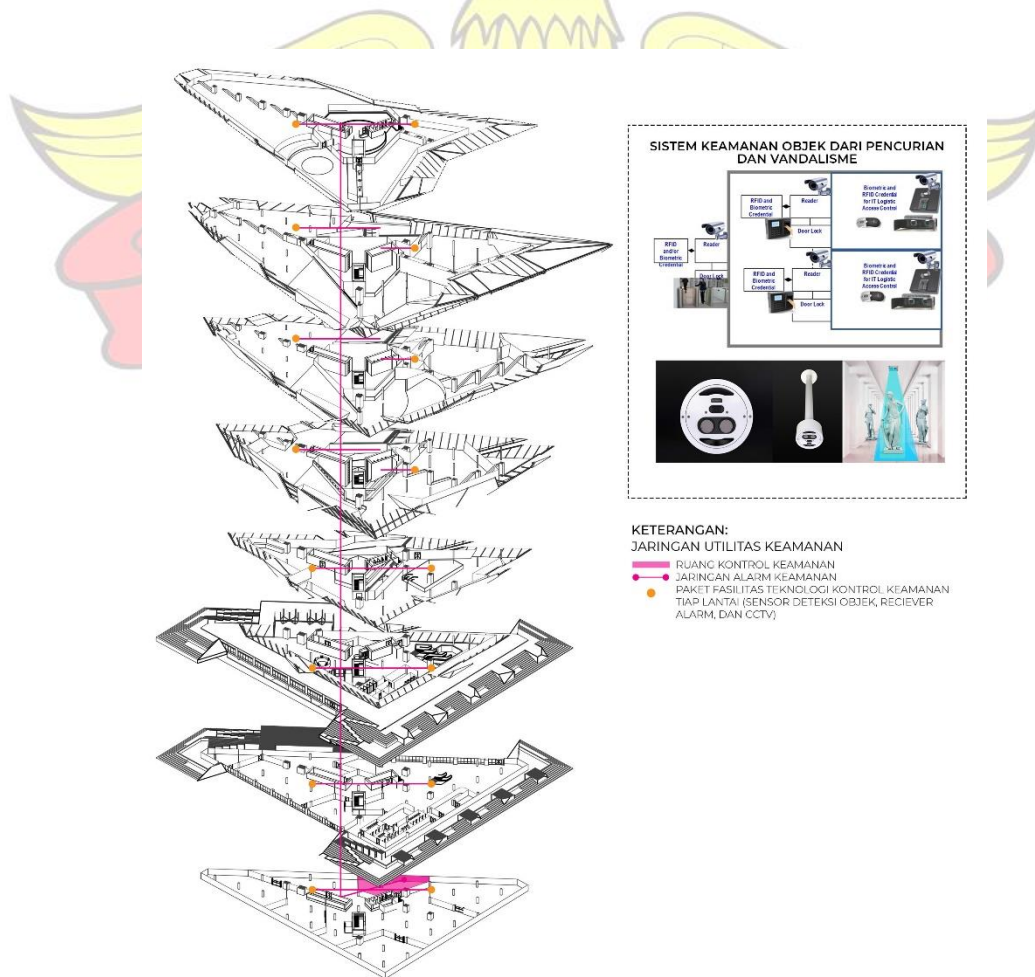 SISTEM KEAMANAN OBJEK DARI PENCURIAN
DAN VANDALISME
RFID
and/or
Biometric
Credential
Reader
Door Lock
RFID and
Biometric
Credential
Reader
Door Lock
Biometric and
RFID Credential
for IT Logistic
Access Control
RFID and
Biometric
Credential
Reader
Door Lock
Biometric and
RFID Credential
for IT Logistic
Access Control
KETERANGAN:
JARINGAN UTILITAS KEAMANAN
RUANG KONTROL KEAMANAN
JARINGAN ALARM KEAMANAN
PAKET FASILITAS TEKNOLOGI KONTROL KEAMANAN
TIAP LANTAI (SENSOR DETEKSI OBJEK, RECIEVER
ALARM, DAN CCTV)